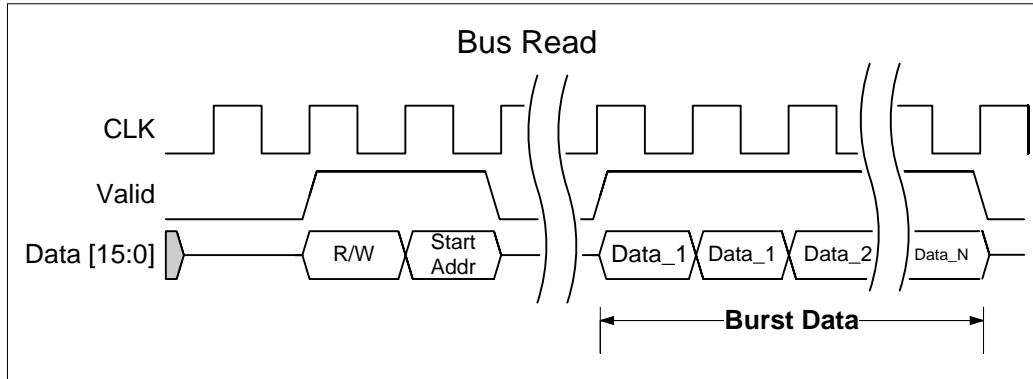 Bus Read
CLK
Valid
Data [15:0]
R/W
Start
Addr
Data_1
Data_1
Data_2
Data_N
Burst Data